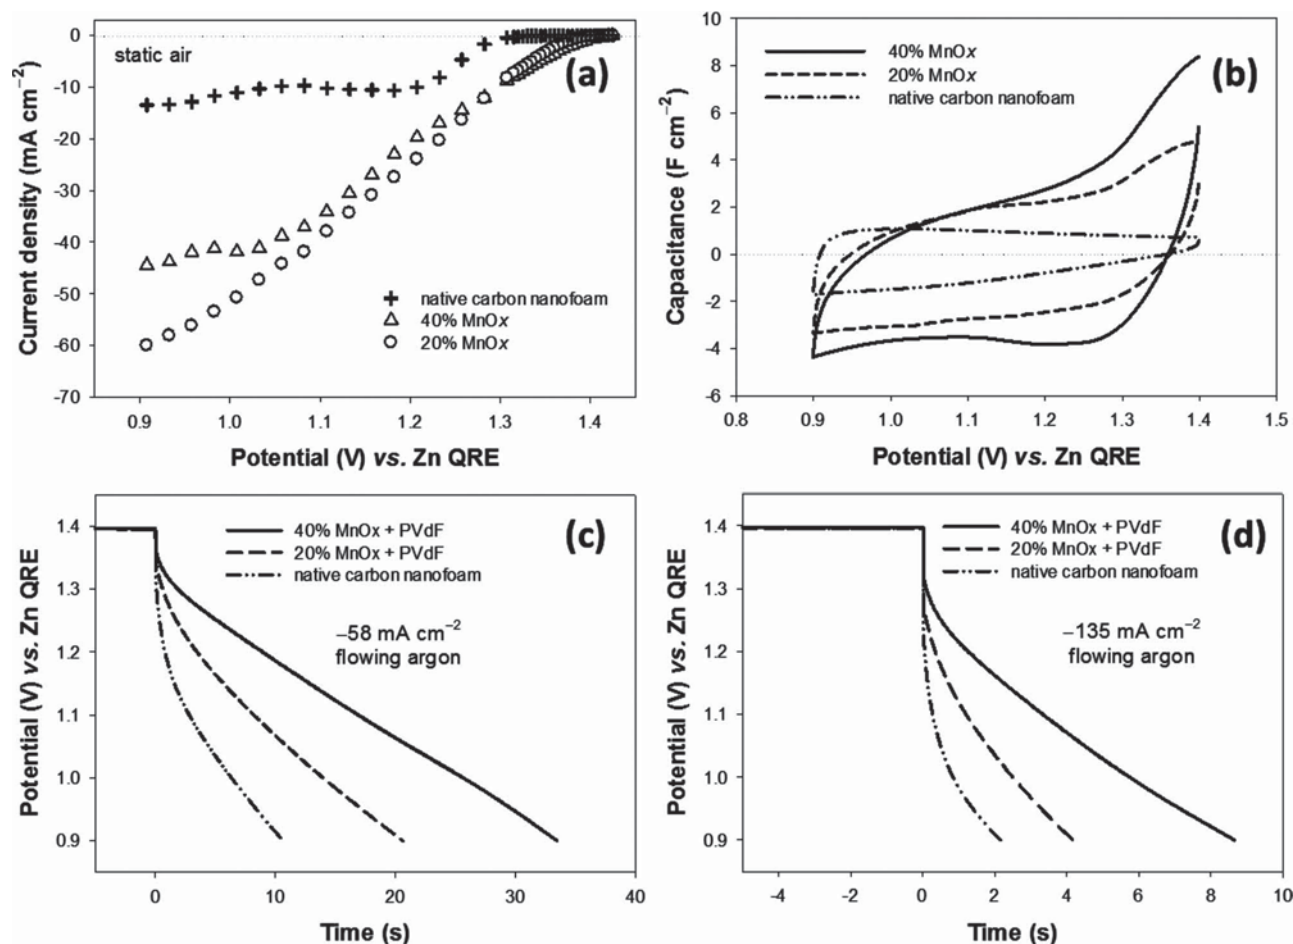 0
-10
-20
-30
-40
-50
-60
-70
static air
(a)
native carbon nanofoam
40% MnOx
20% MnOx
0.9
1.0
1.1
1.2
1.3
1.4
Current density (mA cm⁻²)
Potential (V) vs. Zn QRE
10
8
6
4
2
0
-2
-4
-6
40% MnOx
20% MnOx
native carbon nanofoam
(b)
0.8
0.9
1.0
1.1
1.2
1.3
1.4
1.5
Capacitance (F cm⁻²)
Potential (V) vs. Zn QRE
1.4
1.3
1.2
1.1
1.0
0.9
40% MnOx + PVdF
20% MnOx + PVdF
native carbon nanofoam
(c)
−58 mA cm⁻²
flowing argon
0
10
20
30
40
Potential (V) vs. Zn QRE
Time (s)
1.4
1.3
1.2
1.1
1.0
0.9
40% MnOx + PVdF
20% MnOx + PVdF
native carbon nanofoam
(d)
−135 mA cm⁻²
flowing argon
-4
-2
0
2
4
6
8
10
Potential (V) vs. Zn QRE
Time (s)